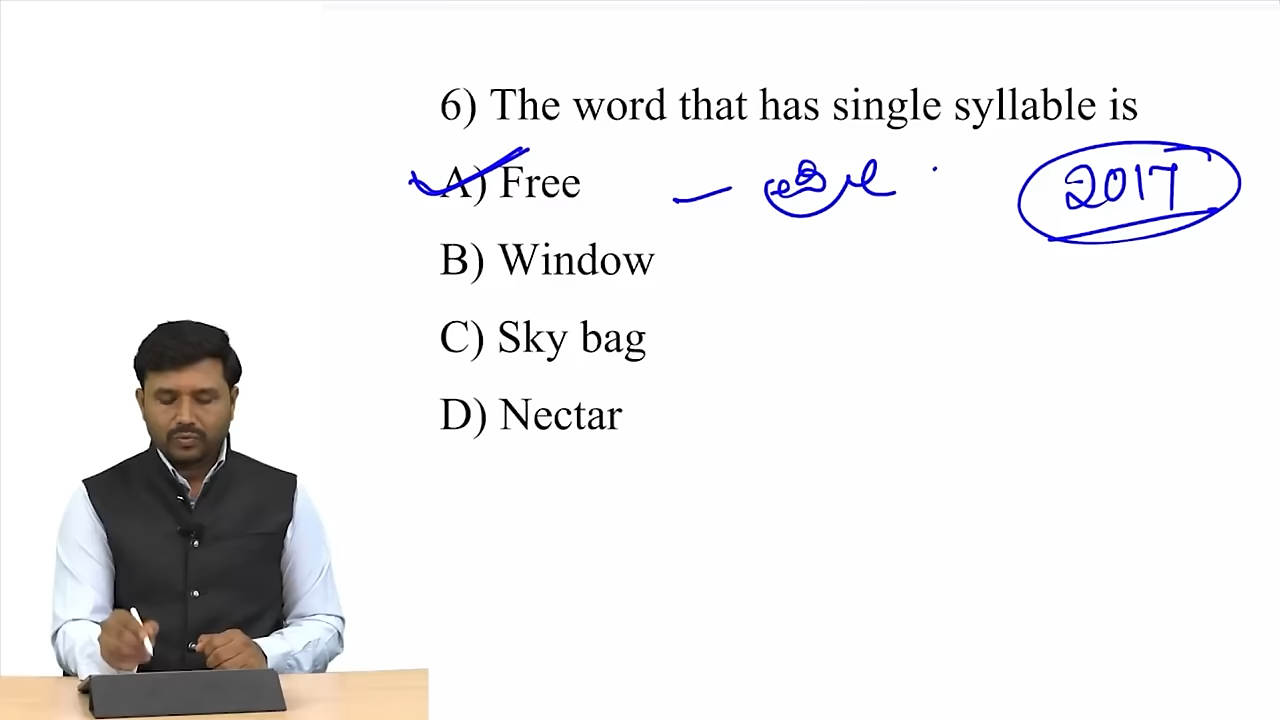 6) The word that has single syllable is
A) Free
2017
B) Window
C) Sky bag
D) Nectar